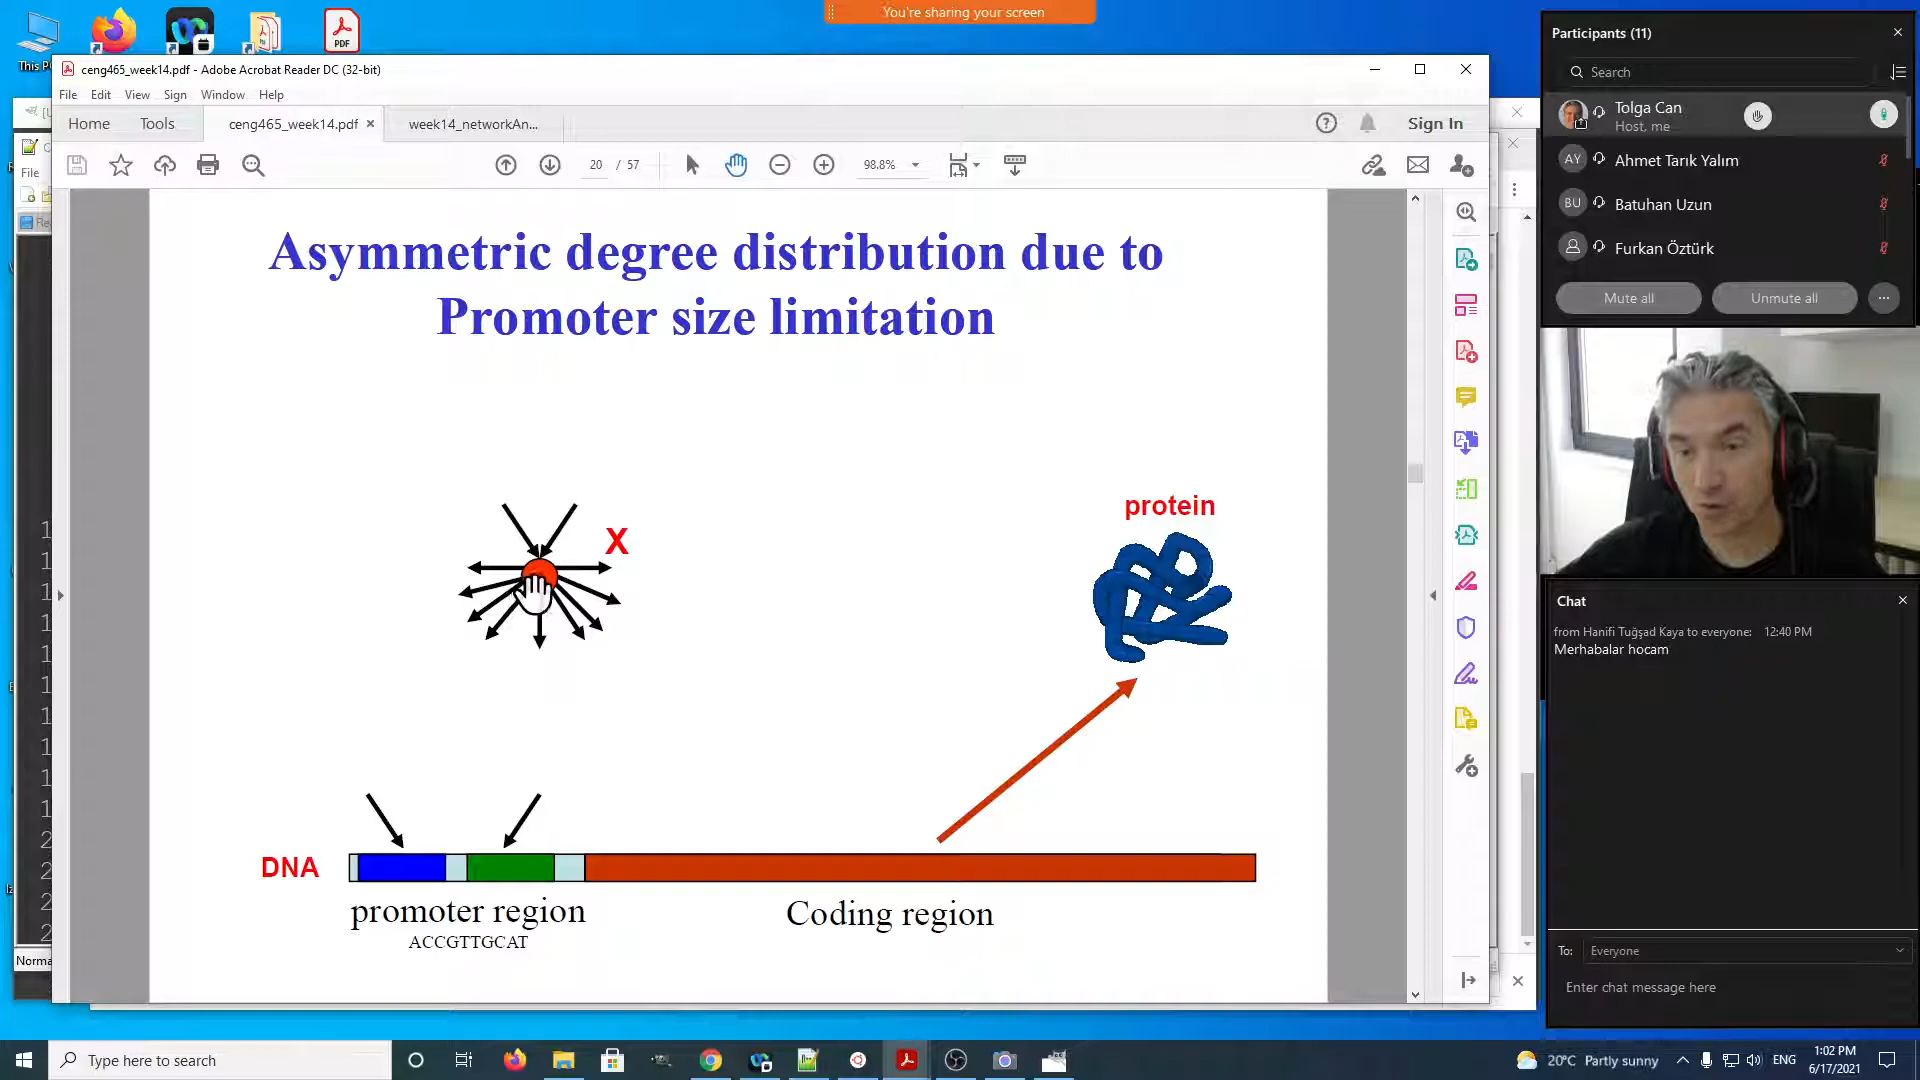 You're sharing your screen
This P
PDF
ceng465_week14.pdf - Adobe Acrobat Reader DC (32-bit)
File Edit View Sign Window Help
Home Tools ceng465_week14.pdf × week14_networkAn... Sign In
20 / 57 98.8%
File
Asymmetric degree distribution due to
Promoter size limitation
X
protein
DNA
promoter region
ACCGTTGCAT
Coding region
Norma
Participants (11)
Search
Tolga Can
Host, me
AY Ahmet Tarık Yalım
BU Batuhan Uzun
Furkan Öztürk
Mute all Unmute all
Chat
from Hanifi Tuğşad Kaya to everyone: 12:40 PM
Merhabalar hocam
To: Everyone
Enter chat message here
Type here to search
20°C Partly sunny
ENG
1:02 PM
6/17/2021